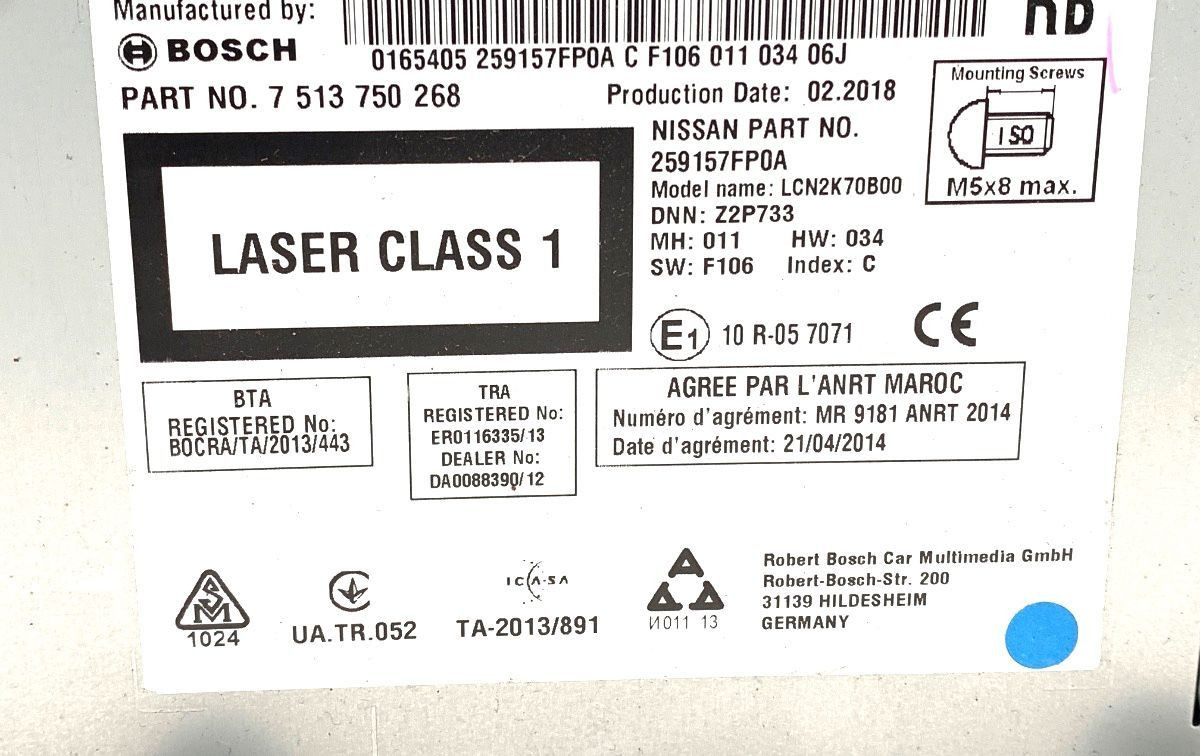 Manufactured by:
BOSCH
0165405 259157FP0A C F106 011 034 06J
PART NO. 7 513 750 268
Production Date: 02.2018
NISSAN PART NO.
259157FP0A
Model name: LCN2K70B00
DNN: Z2P733
MH: 011 HW: 034
SW: F106 Index: C
Mounting Screws
ISO
M5x8 max.
LASER CLASS 1
E1 10 R-05 7071
CE
BTA
REGISTERED No:
BOCRA/TA/2013/443
TRA
REGISTERED No:
ER0116335/13
DEALER No:
DA0088390/12
AGREE PAR L'ANRT MAROC
Numéro d'agrément: MR 9181 ANRT 2014
Date d'agrément: 21/04/2014
SM
1024
UA.TR.052
ICASA
TA-2013/891
AAA
И011 13
Robert Bosch Car Multimedia GmbH
Robert-Bosch-Str. 200
31139 HILDESHEIM
GERMANY